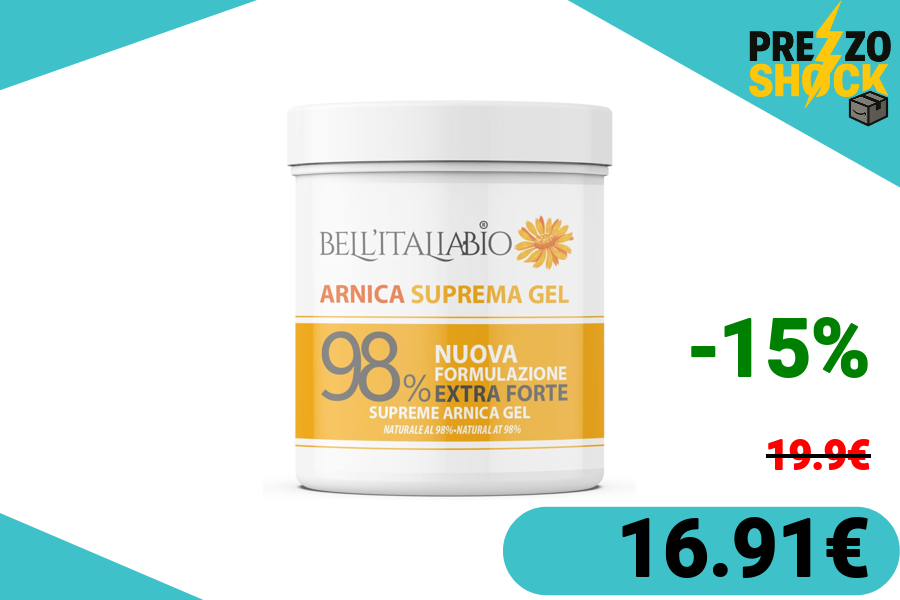 PREZZO
SHOCK
BELL'ITALIABIO®
ARNICA SUPREMA GEL
98%
NUOVA
FORMULAZIONE
EXTRA FORTE
SUPREME ARNICA GEL
NATURALE AL 98%•NATURAL AT 98%
-15%
19.9€
16.91€